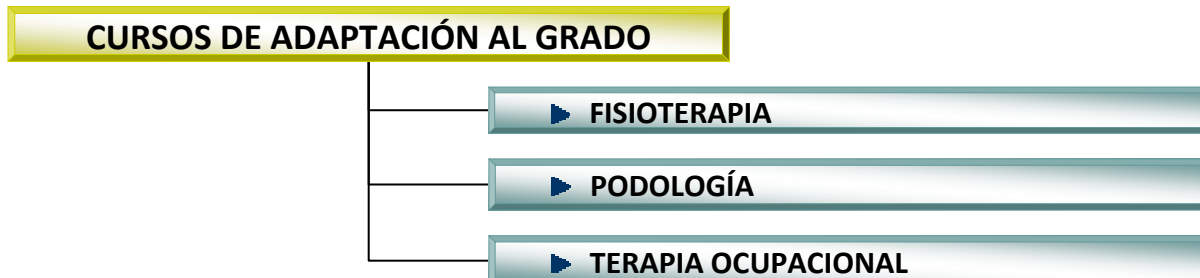 CURSOS DE ADAPTACIÓN AL GRADO
FISIOTERAPIA
PODOLOGÍA
TERAPIA OCUPACIONAL